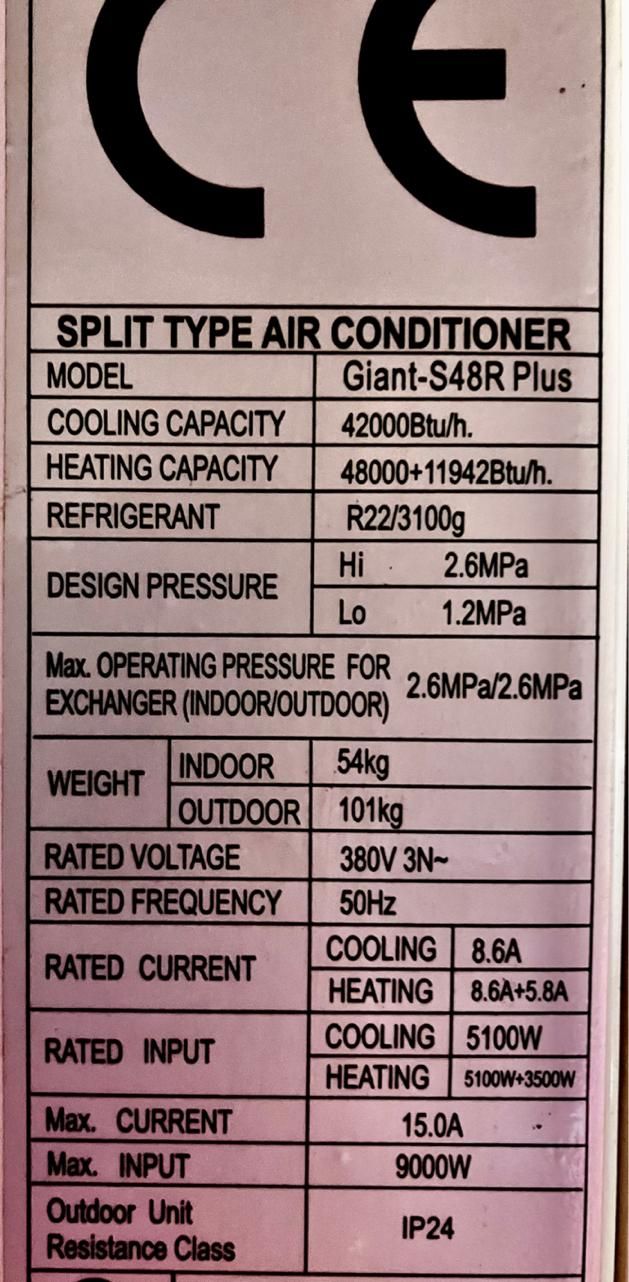 CE
SPLIT TYPE AIR CONDITIONER
MODEL Giant-S48R Plus
COOLING CAPACITY 42000Btu/h.
HEATING CAPACITY 48000+11942Btu/h.
REFRIGERANT R22/3100g
DESIGN PRESSURE Hi 2.6MPa
Lo 1.2MPa
Max. OPERATING PRESSURE FOR
EXCHANGER (INDOOR/OUTDOOR) 2.6MPa/2.6MPa
WEIGHT INDOOR 54kg
OUTDOOR 101kg
RATED VOLTAGE 380V 3N~
RATED FREQUENCY 50Hz
RATED CURRENT COOLING 8.6A
HEATING 8.6A+5.8A
RATED INPUT COOLING 5100W
HEATING 5100W+3500W
Max. CURRENT 15.0A
Max. INPUT 9000W
Outdoor Unit
Resistance Class IP24